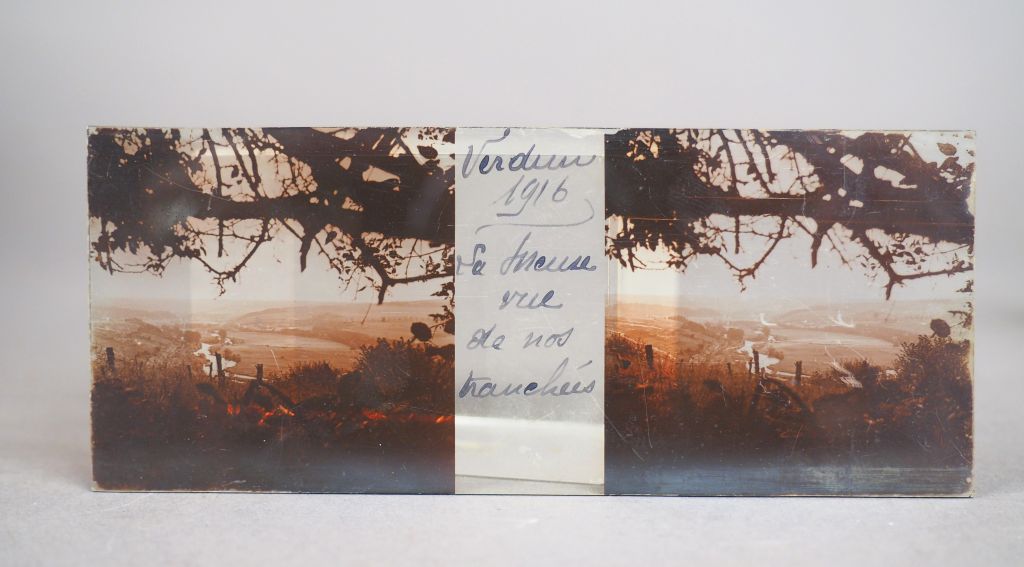 Verdun
1916
La Meuse
vue
de nos
tranchées